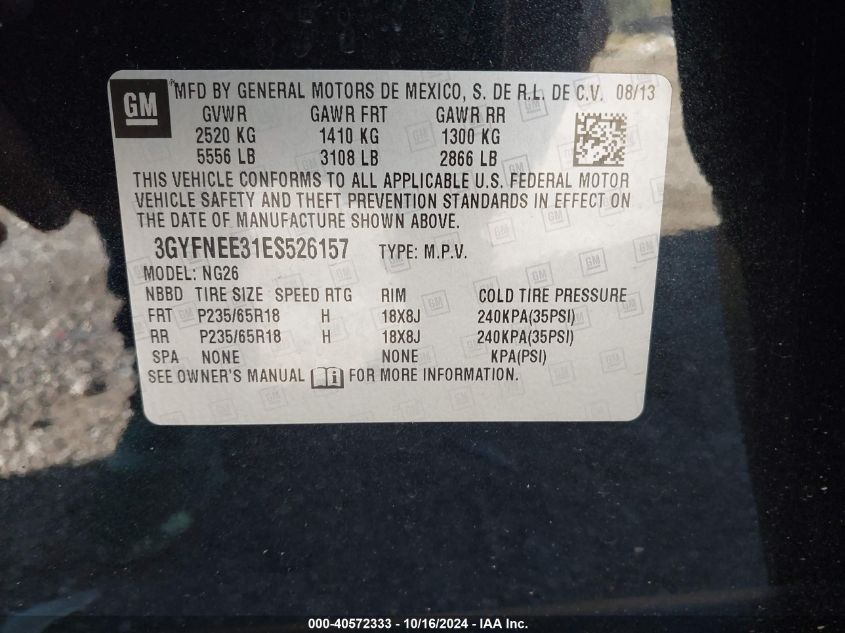 GM MFD BY GENERAL MOTORS DE MEXICO, S. DE R.L. DE C.V. 08/13
GVWR GAWR FRT GAWR RR
2520 KG 1410 KG 1300 KG
5556 LB 3108 LB 2866 LB
THIS VEHICLE CONFORMS TO ALL APPLICABLE U.S. FEDERAL MOTOR
VEHICLE SAFETY AND THEFT PREVENTION STANDARDS IN EFFECT ON
THE DATE OF MANUFACTURE SHOWN ABOVE.
3GYFNEE31ES526157 TYPE: M.P.V.
MODEL: NG26
NBBD TIRE SIZE SPEED RTG RIM COLD TIRE PRESSURE
FRT P235/65R18 H 18X8J 240KPA(35PSI)
RR P235/65R18 H 18X8J 240KPA(35PSI)
SPA NONE NONE KPA(PSI)
SEE OWNER'S MANUAL FOR MORE INFORMATION.
000-40572333 - 10/16/2024 - IAA Inc.